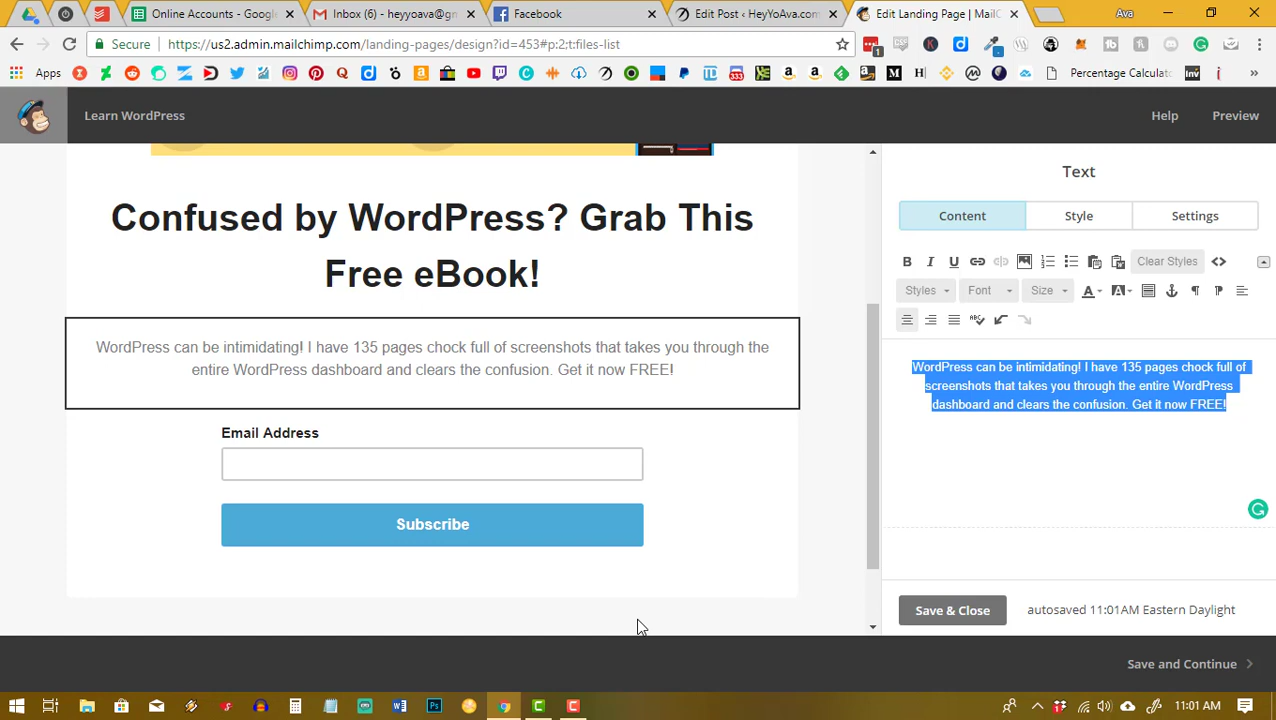 Online Accounts - Google
Inbox (6) - heyyoava@gm
Facebook
Edit Post ‹ HeyYoAva.com
Edit Landing Page | MailC
Ava
Secure
https://us2.admin.mailchimp.com/landing-pages/design?id=453#p:2:t:files-list
Apps
Percentage Calculato
Inv
Learn WordPress
Help
Preview
Confused by WordPress? Grab This
Free eBook!
WordPress can be intimidating! I have 135 pages chock full of screenshots that takes you through the
entire WordPress dashboard and clears the confusion. Get it now FREE!
Email Address
Subscribe
Text
Content
Style
Settings
Clear Styles
Styles
Font
Size
WordPress can be intimidating! I have 135 pages chock full of
screenshots that takes you through the entire WordPress
dashboard and clears the confusion. Get it now FREE!
Save & Close
autosaved 11:01AM Eastern Daylight
Save and Continue
11:01 AM